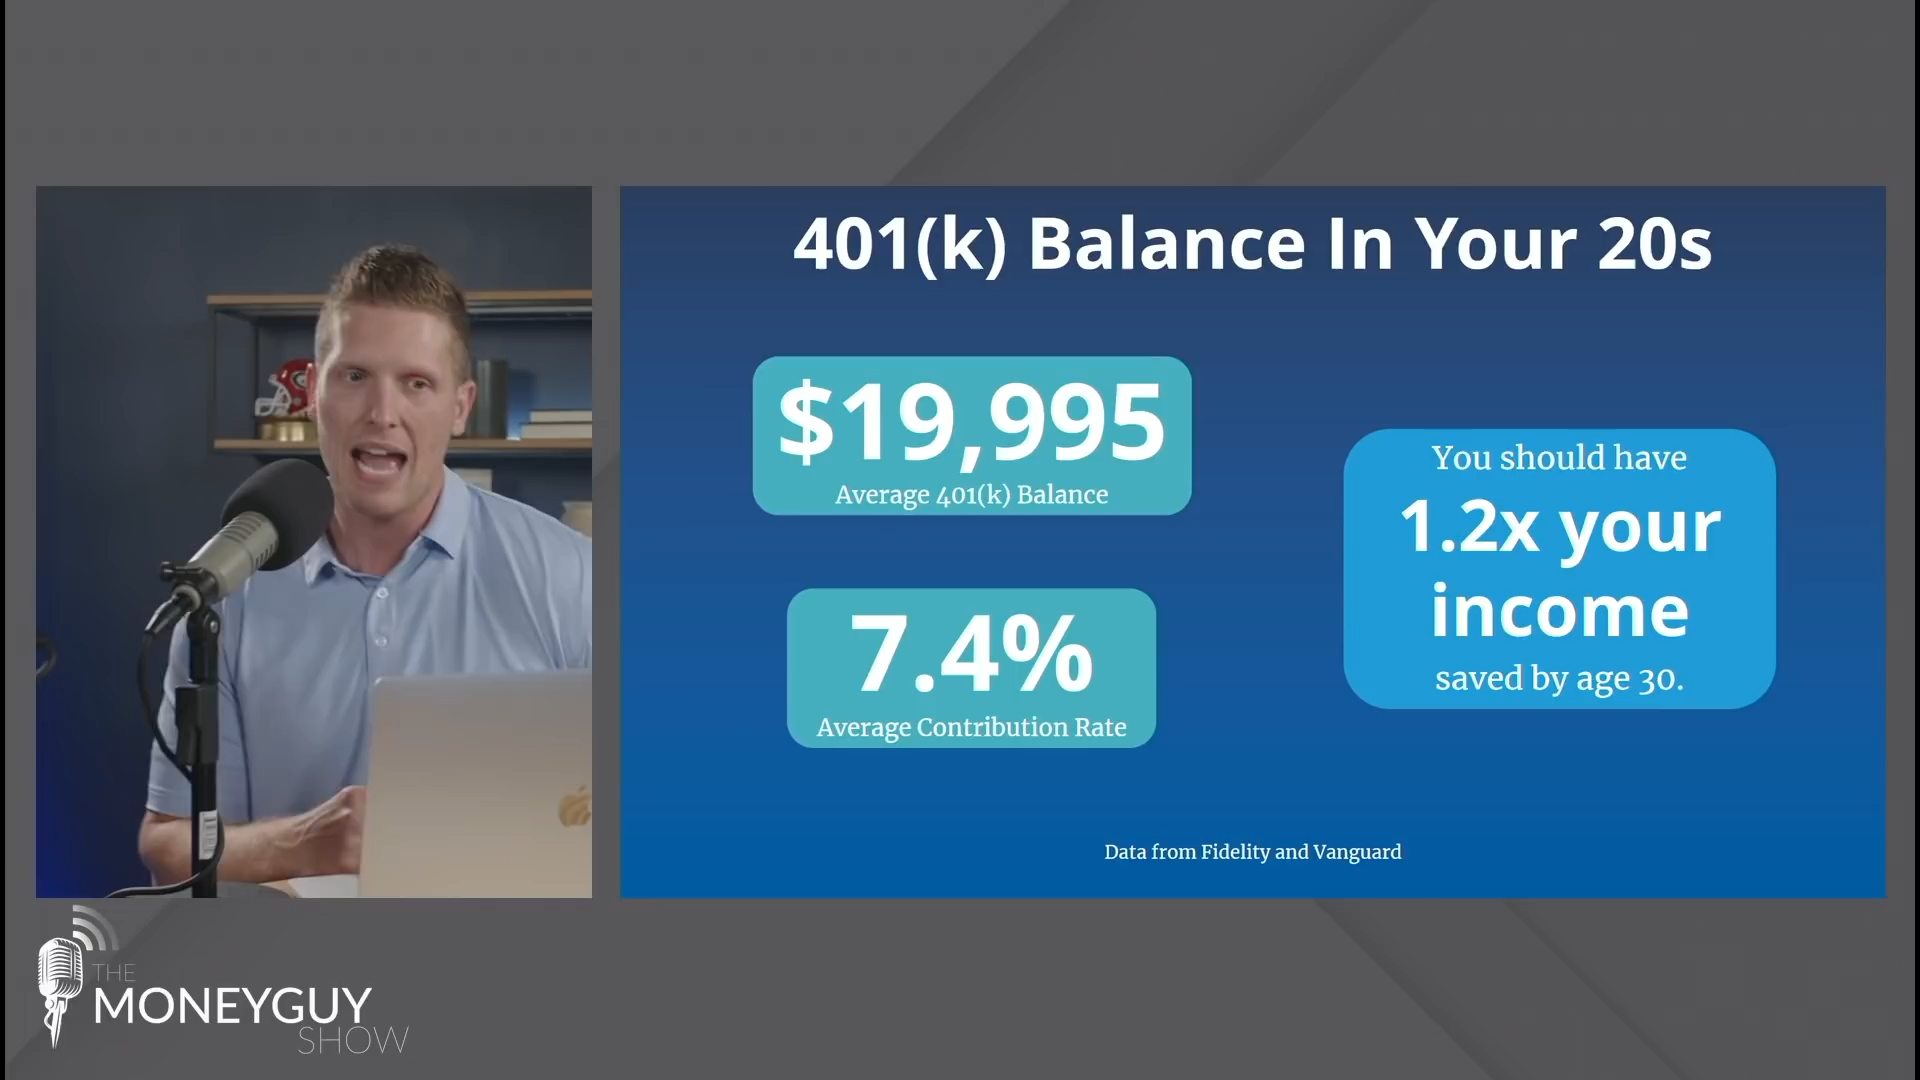 401(k) Balance In Your 20s
$19,995
Average 401(k) Balance
7.4%
Average Contribution Rate
You should have
1.2x your
income
saved by age 30.
Data from Fidelity and Vanguard
THE
MONEYGUY
SHOW